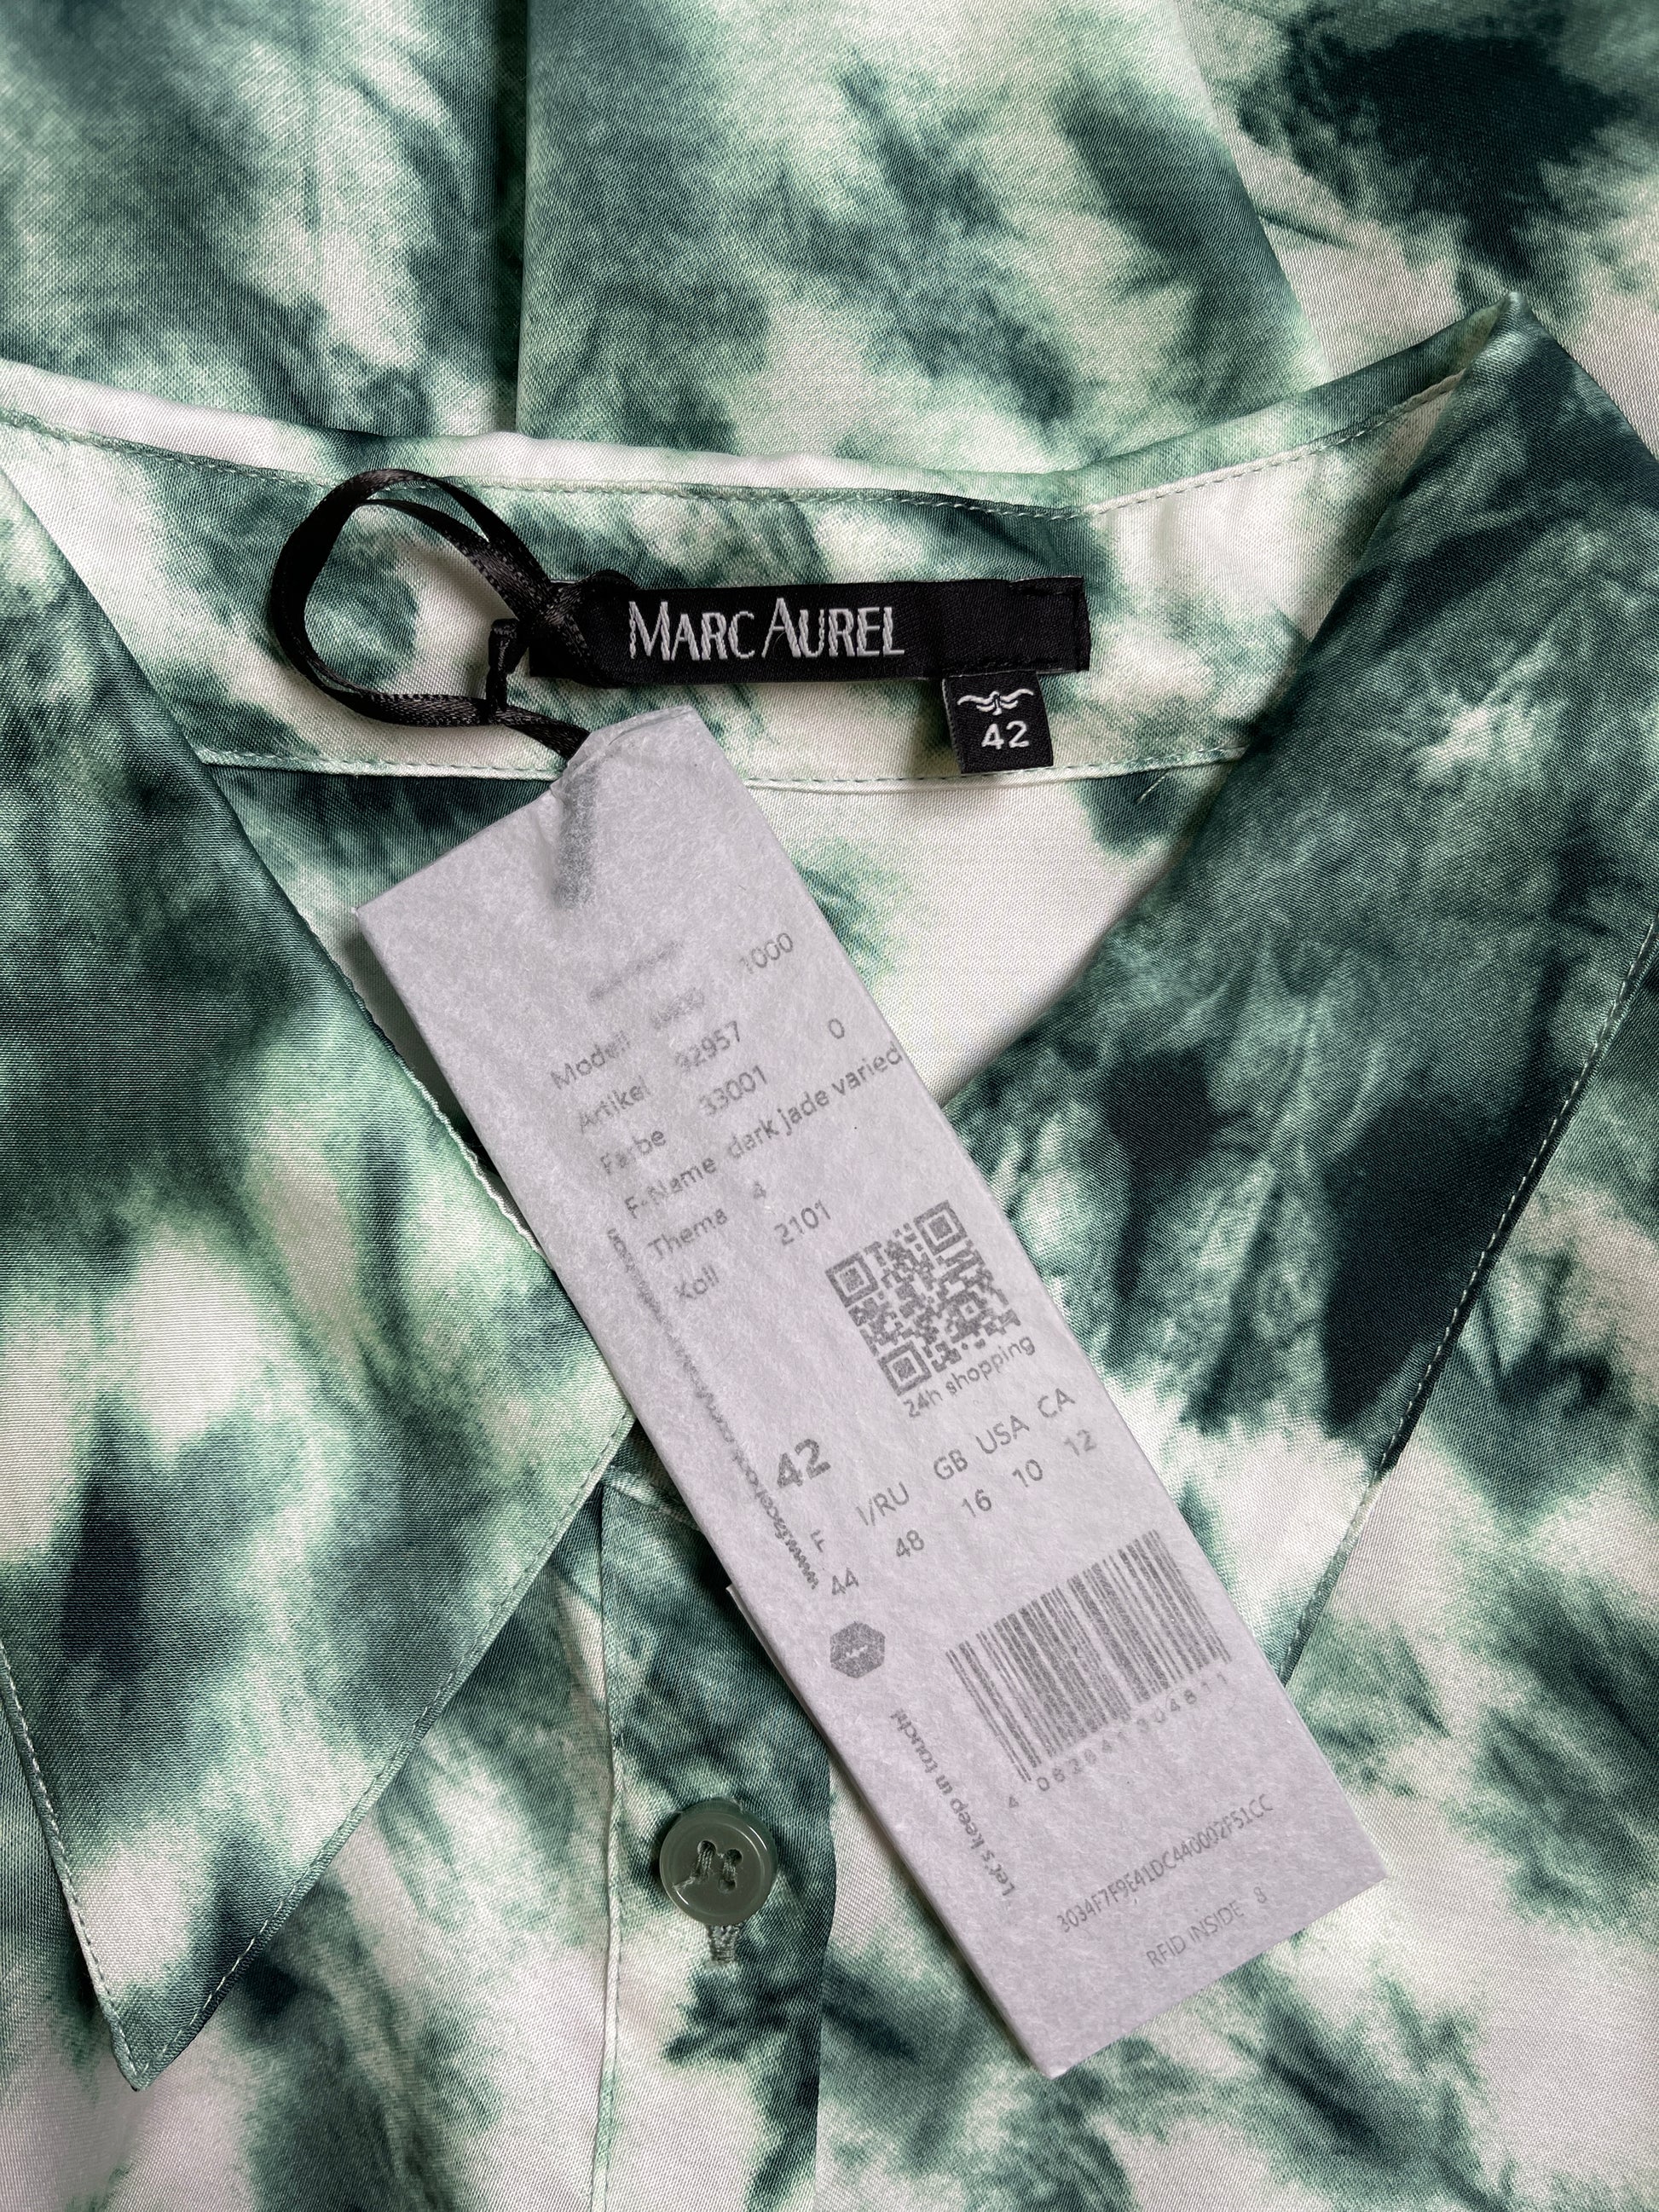 MARC AUREL
42
Modell 1000
Artikel 92957
Farbe 33001 0
F-Name dark jade varied
Thema 4
Koll 2101
24h shopping
42
F I/RU GB USA CA
44 48 16 10 12
Let's keep in touch!
3034F7F9E41DC440002F51CC
RFID INSIDE 8